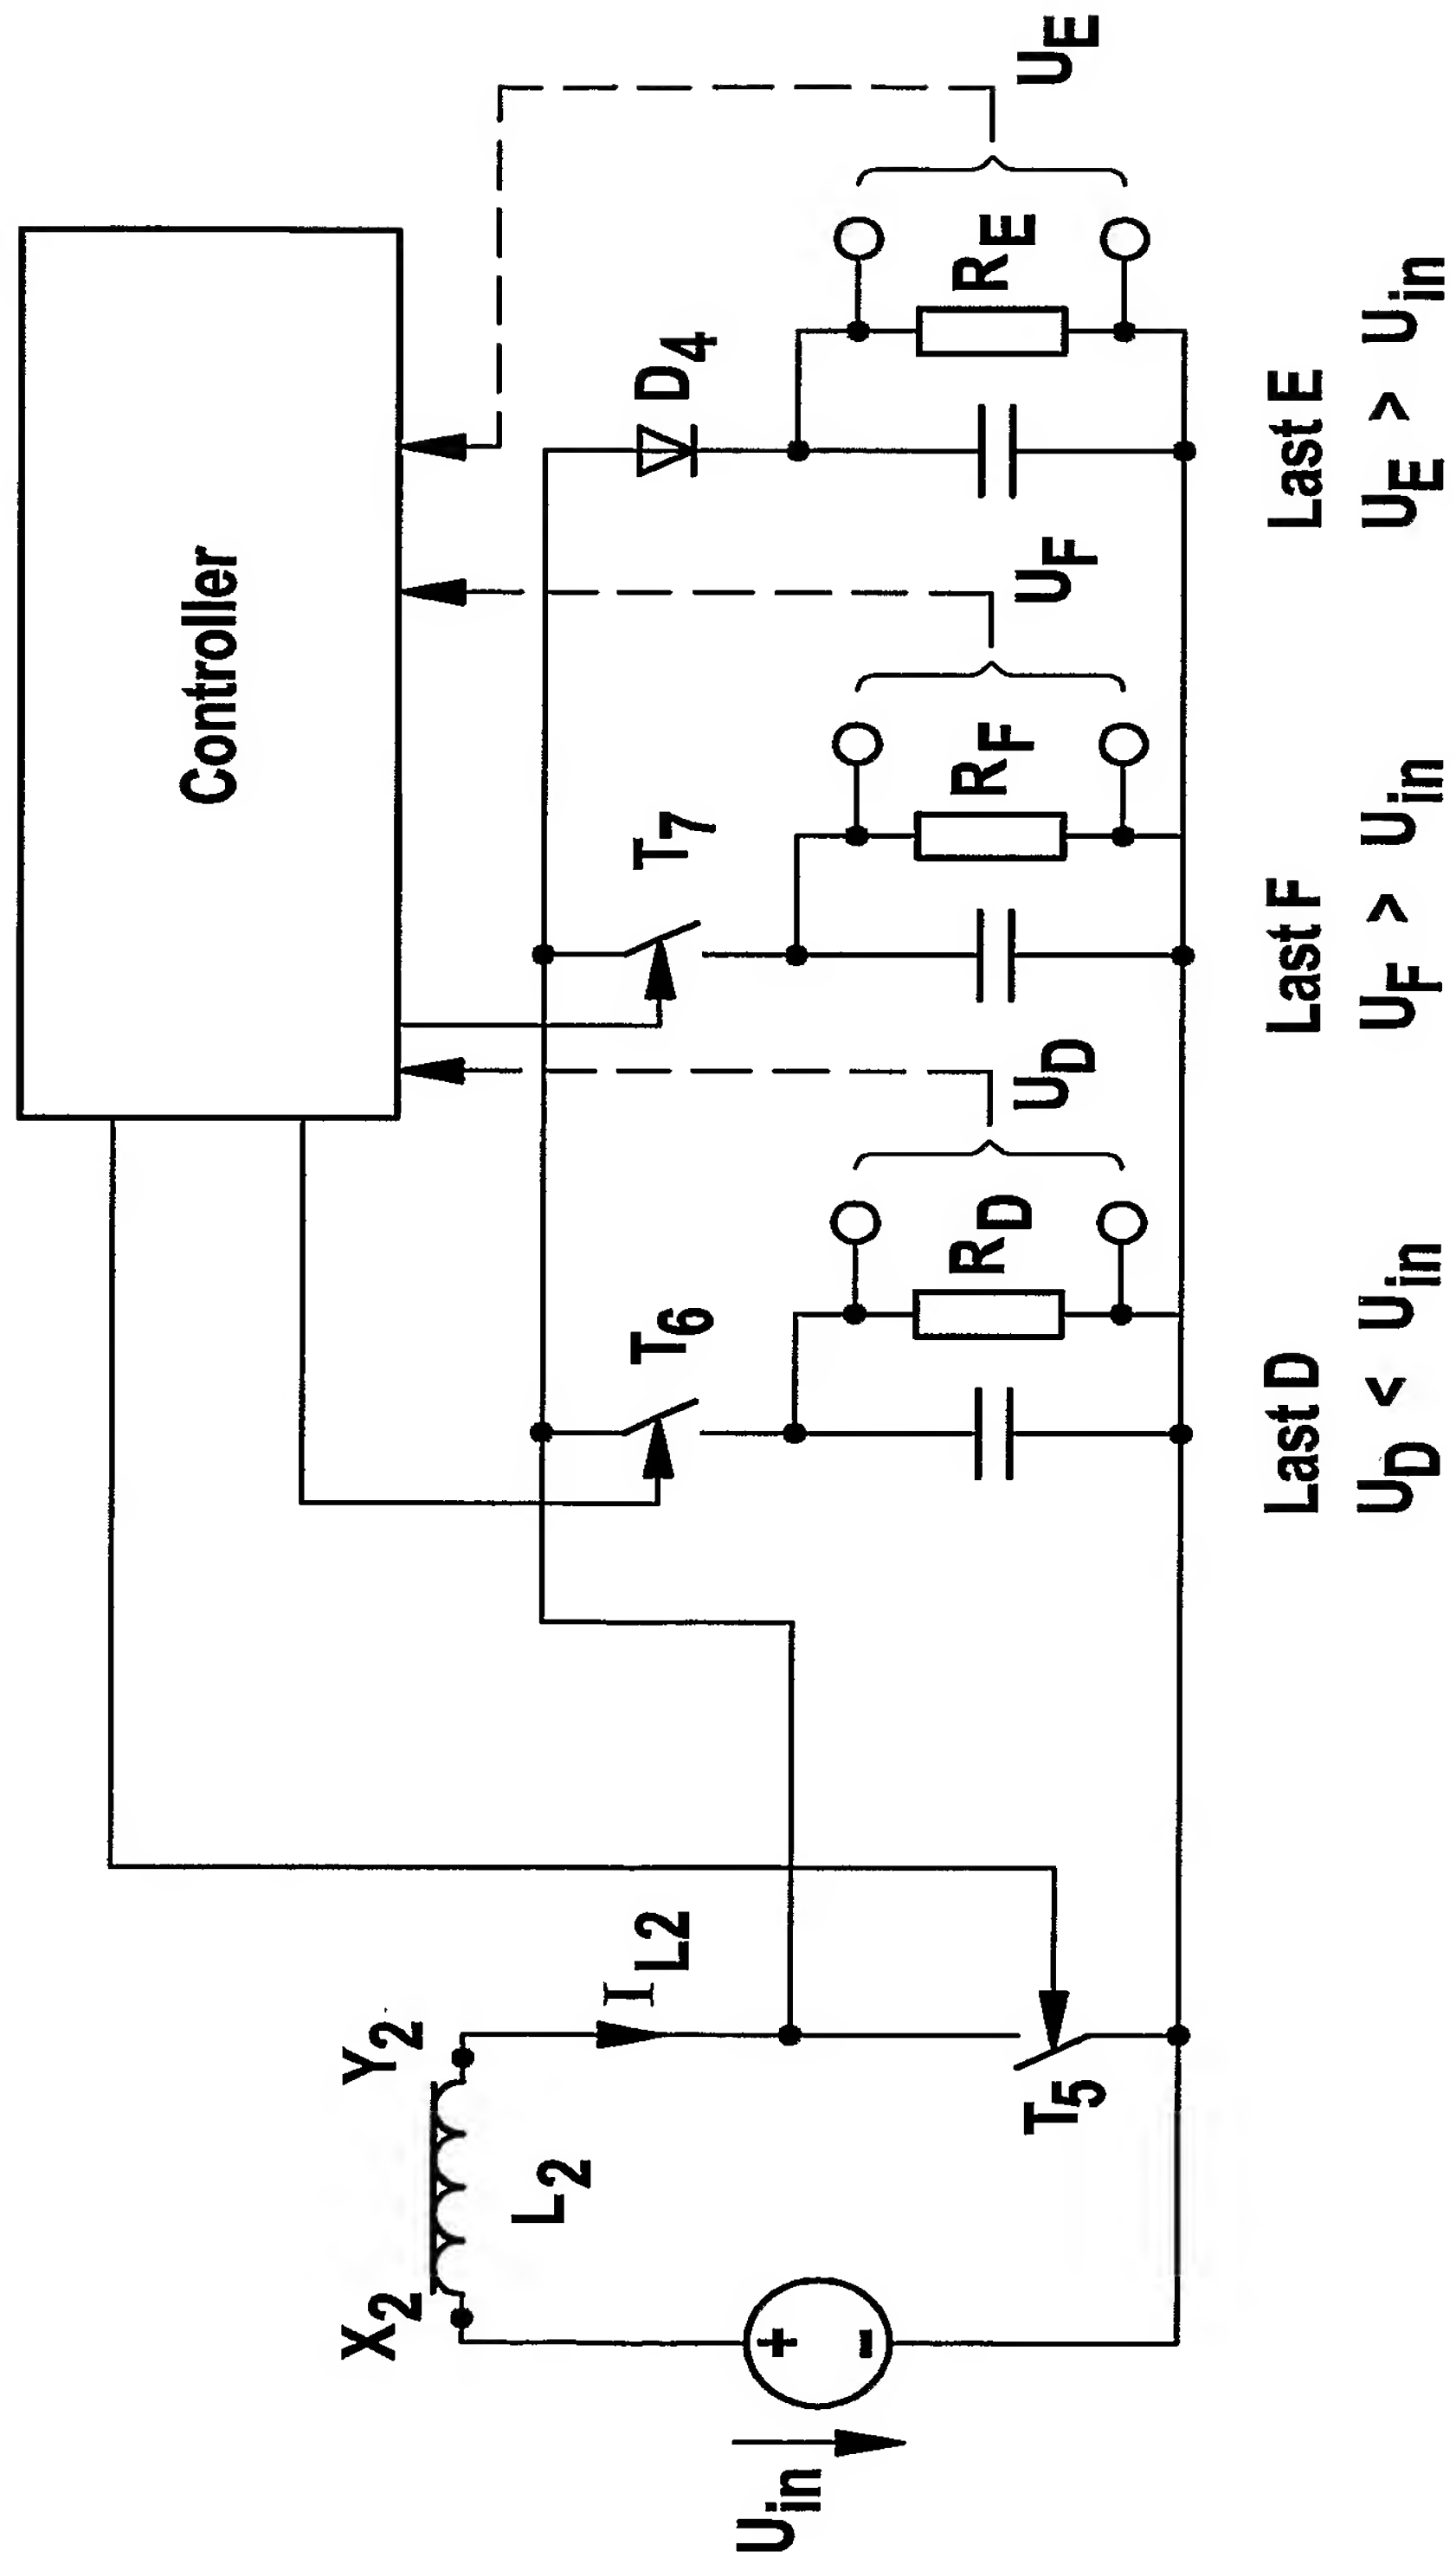 Controller
X2
Y2
L2
IL2
Uin
+
-
T5
T6
T7
D4
RD
RF
RE
UD
UF
UE
Last D
UD < Uin
Last F
UF > Uin
Last E
UE > Uin